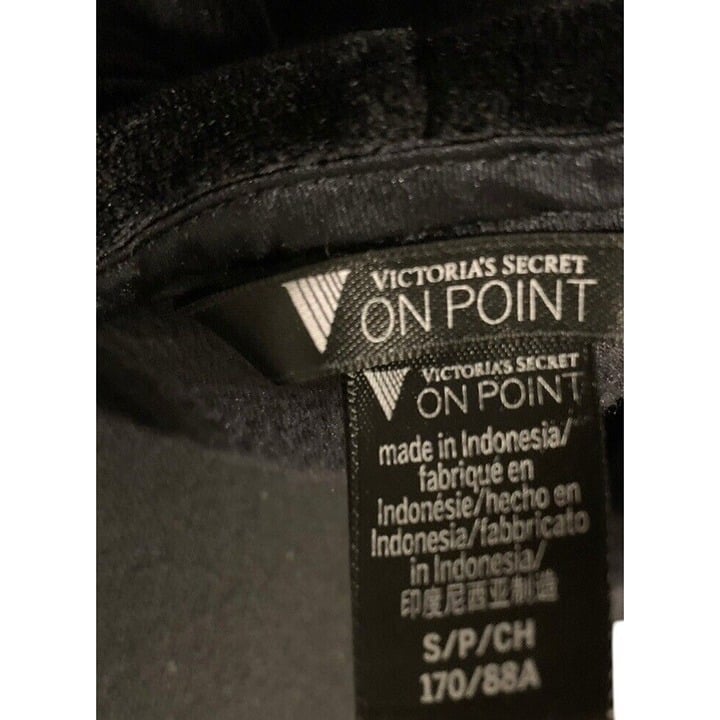 VICTORIA'S SECRET
ON POINT
VICTORIA'S SECRET
ON POINT
made in Indonesia/
fabriqué en
Indonésie/hecho en
Indonesia/fabbricato
in Indonesia/
印度尼西亚制造
S/P/CH
170/88A